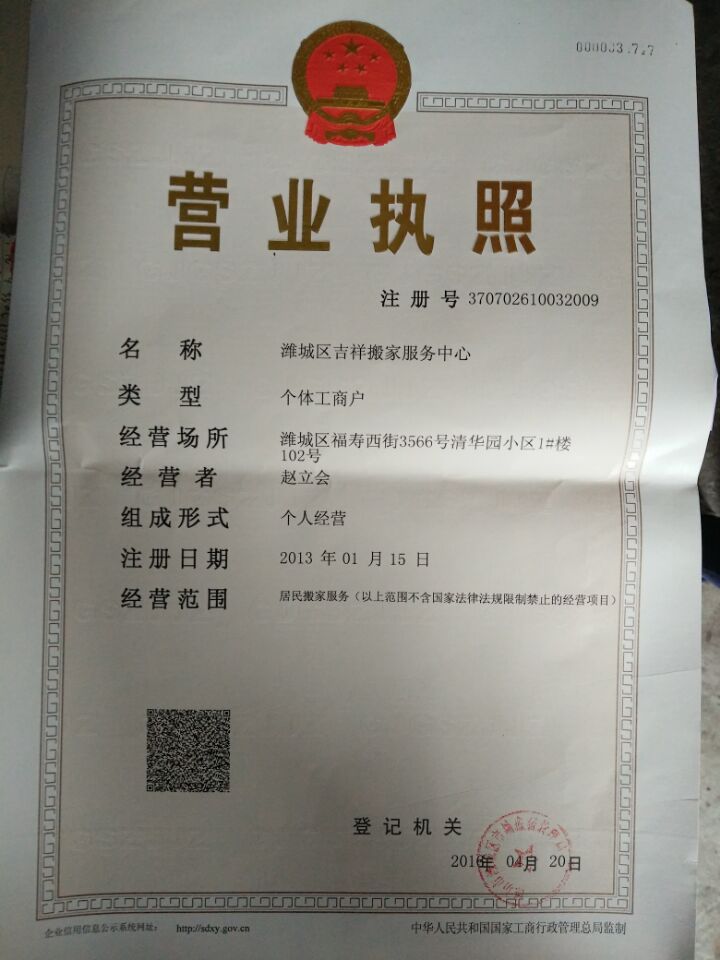 营业执照
注册号 370702610032009
名称 潍城区吉祥搬家服务中心
类型 个体工商户
经营场所 潍城区福寿西街3566号清华园小区1#楼
102号
经营者 赵立会
组成形式 个人经营
注册日期 2013 年 01 月 15 日
经营范围 居民搬家服务（以上范围不含国家法律法规限制禁止的经营项目）
登记机关
2016年 04月 20日
企业信用信息公示系统网址： http://sdxy.gov.cn
中华人民共和国国家工商行政管理总局监制